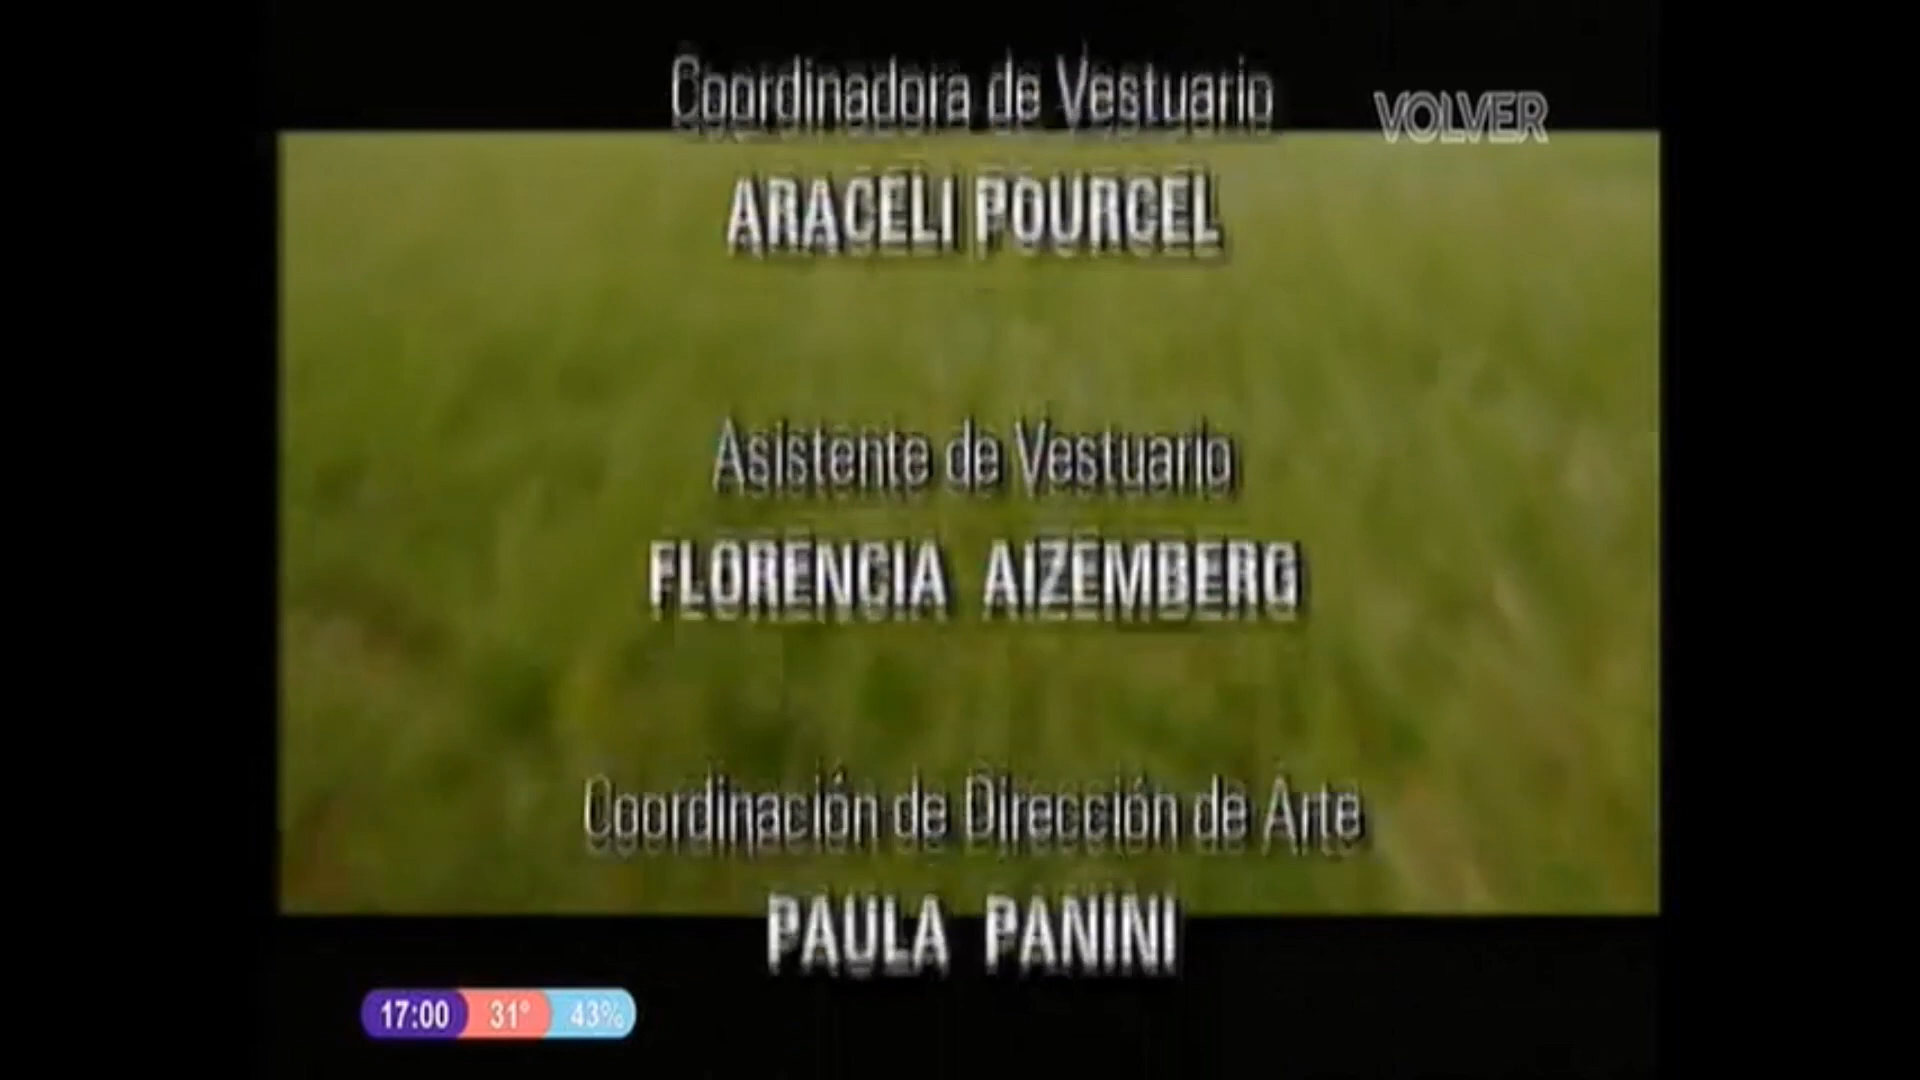 Coordinadora de Vestuario
VOLVER
ARACELI POURCEL
Asistente de Vestuario
FLORENCIA AIZEMBERG
Coordinación de Dirección de Arte
PAULA PANINI
17:00 31° 43%